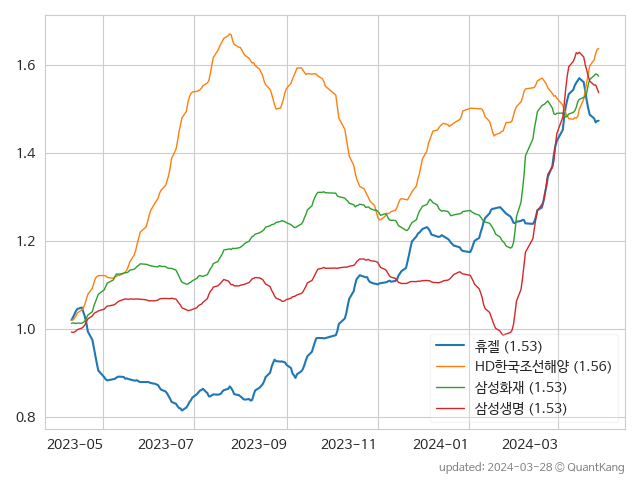 1.6
1.4
1.2
1.0
0.8
휴젤 (1.53)
HD한국조선해양 (1.56)
삼성화재 (1.53)
삼성생명 (1.53)
2023-05 2023-07 2023-09 2023-11 2024-01 2024-03
updated: 2024-03-28 © QuantKang